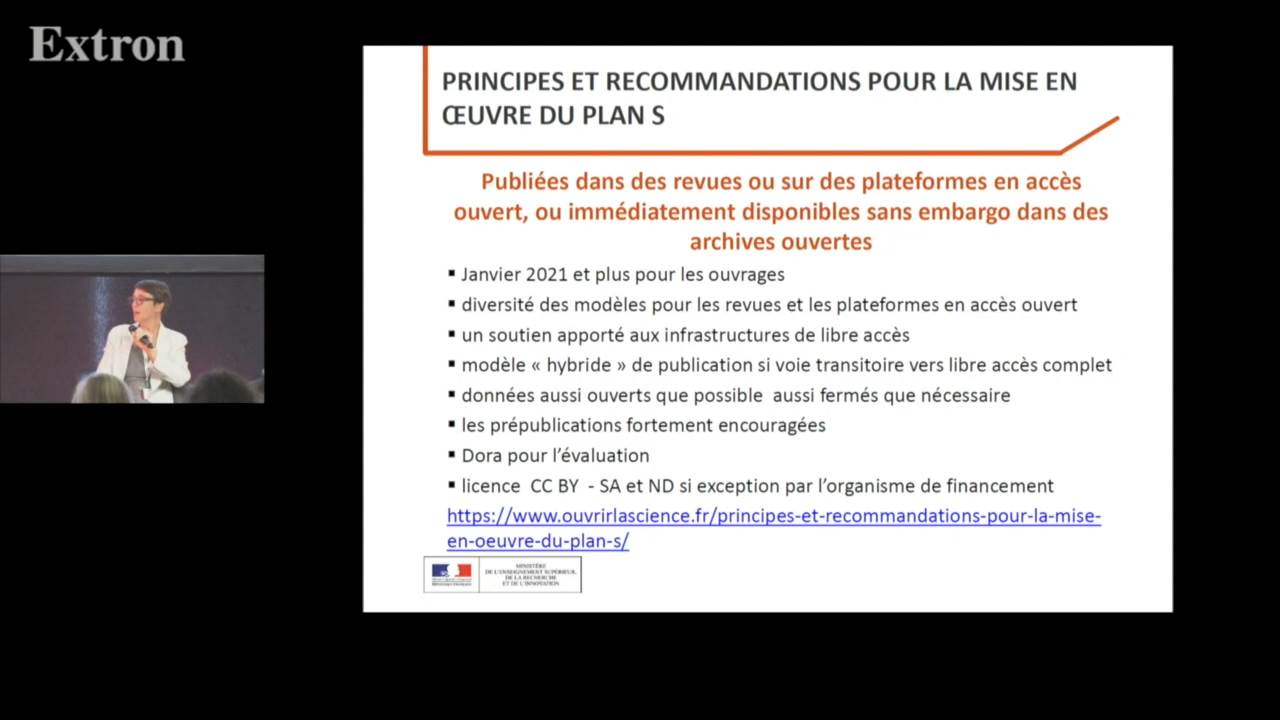 Extron
PRINCIPES ET RECOMMANDATIONS POUR LA MISE EN
ŒUVRE DU PLAN S
Publiées dans des revues ou sur des plateformes en accès
ouvert, ou immédiatement disponibles sans embargo dans des
archives ouvertes
▪ Janvier 2021 et plus pour les ouvrages
▪ diversité des modèles pour les revues et les plateformes en accès ouvert
▪ un soutien apporté aux infrastructures de libre accès
▪ modèle « hybride » de publication si voie transitoire vers libre accès complet
▪ données aussi ouverts que possible  aussi fermés que nécessaire
▪ les prépublications fortement encouragées
▪ Dora pour l’évaluation
▪ licence  CC BY  - SA et ND si exception par l’organisme de financement
https://www.ouvrirlascience.fr/principes-et-recommandations-pour-la-mise-
en-oeuvre-du-plan-s/
MINISTÈRE
DE L'ENSEIGNEMENT SUPÉRIEUR,
DE LA RECHERCHE
ET DE L'INNOVATION